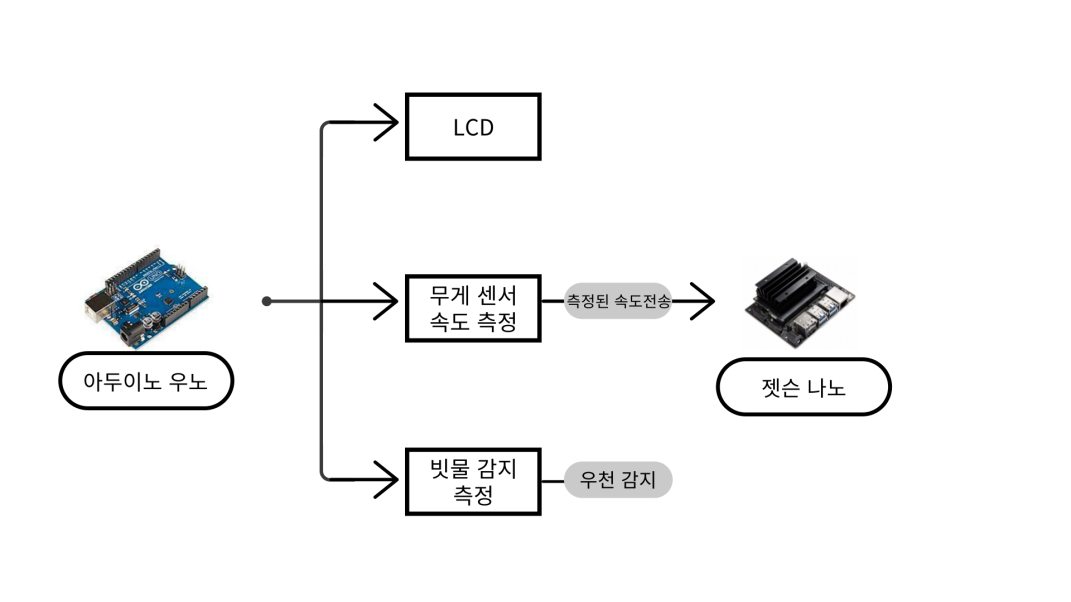 LCD
무게 센서
속도 측정
측정된 속도전송
아두이노 우노
젯슨 나노
빗물 감지
측정
우천 감지